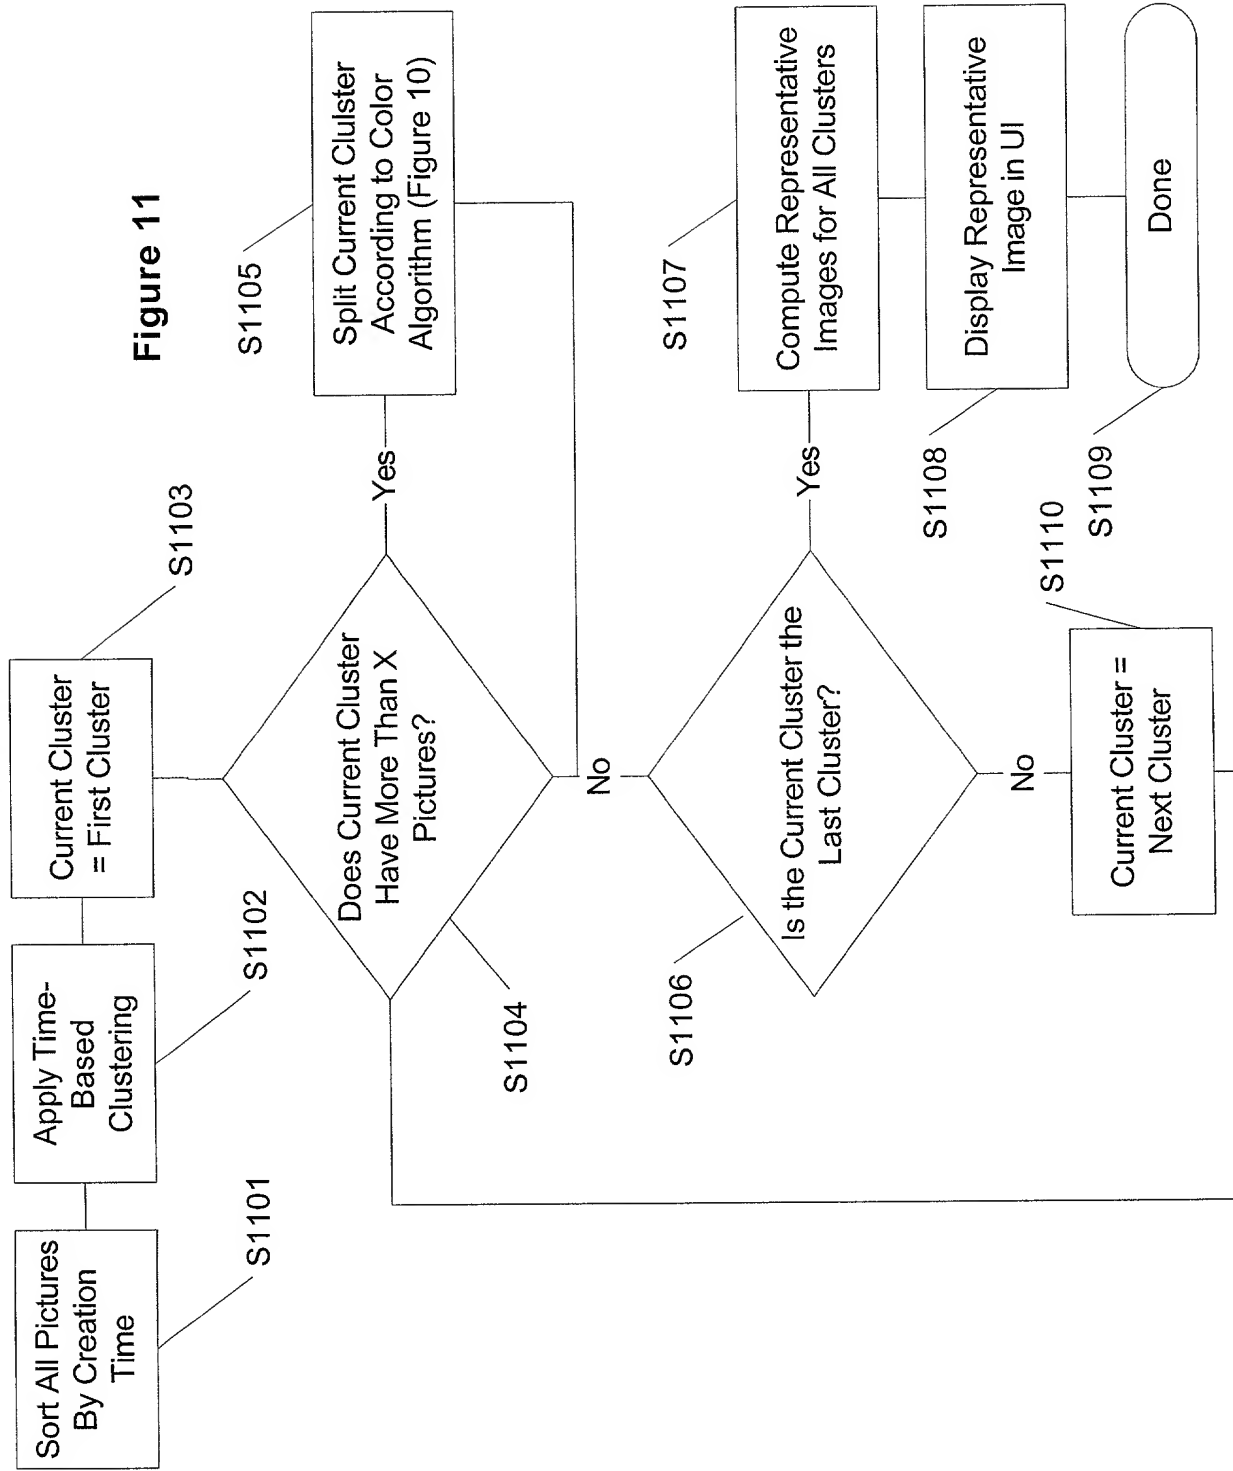 Figure 11
Sort All Pictures
By Creation
Time
S1101
Apply Time-
Based
Clustering
S1102
Current Cluster
= First Cluster
S1103
Does Current Cluster
Have More Than X
Pictures?
S1104
Yes
Split Current Clulster
According to Color
Algorithm (Figure 10)
S1105
No
Is the Current Cluster the
Last Cluster?
S1106
Yes
Compute Representative
Images for All Clusters
S1107
Display Representative
Image in UI
S1108
Done
S1109
No
Current Cluster =
Next Cluster
S1110